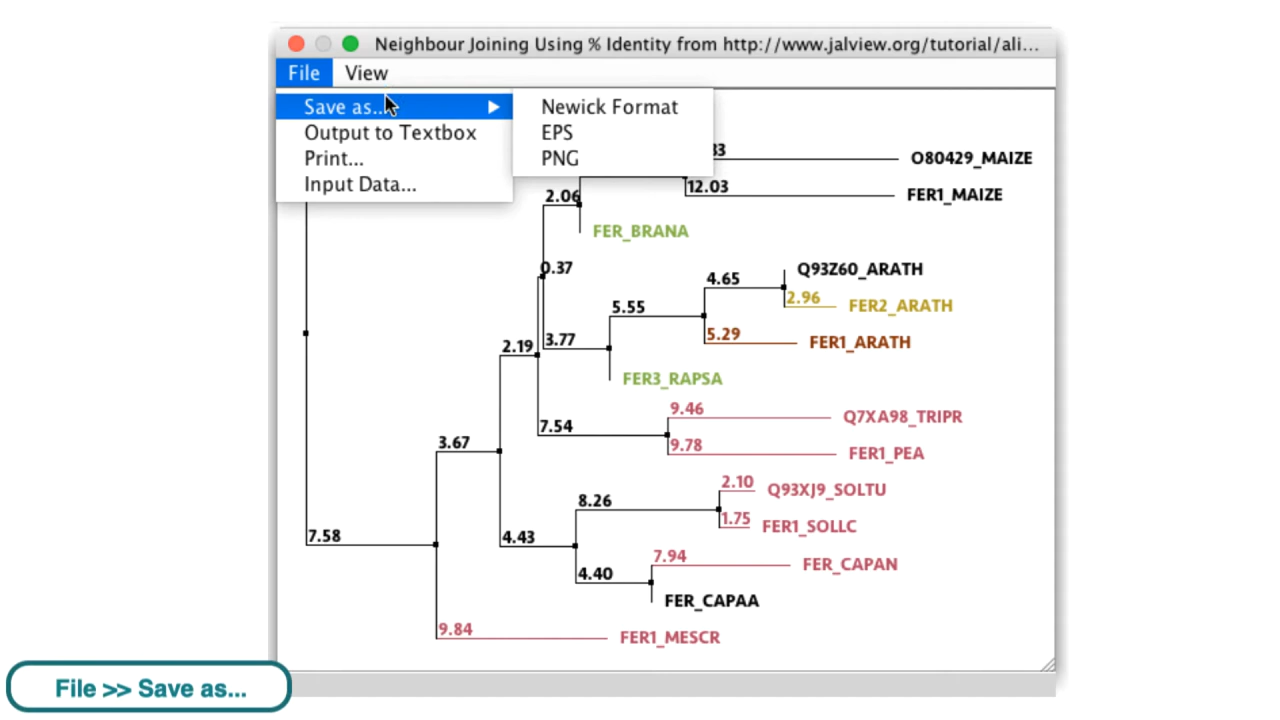 Neighbour Joining Using % Identity from http://www.jalview.org/tutorial/ali...
File View
Save as...
Output to Textbox
Print...
Input Data...
Newick Format
EPS
PNG
O80429_MAIZE
12.03
FER1_MAIZE
2.06
FER_BRANA
0.37
4.65
Q93Z60_ARATH
2.96
FER2_ARATH
5.55
5.29
FER1_ARATH
3.77
2.19
FER3_RAPSA
9.46
Q7XA98_TRIPR
7.54
9.78
FER1_PEA
3.67
2.10
Q93XJ9_SOLTU
8.26
1.75
FER1_SOLLC
7.58
4.43
7.94
FER_CAPAN
4.40
FER_CAPAA
9.84
FER1_MESCR
File >> Save as...